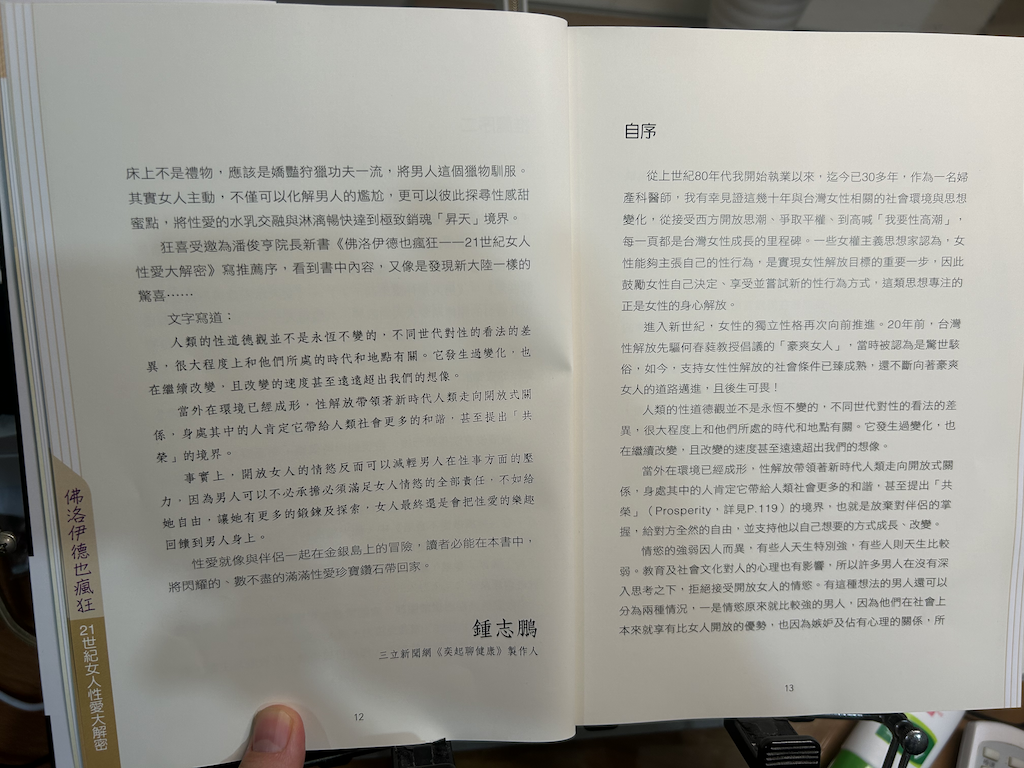 床上不是禮物，應該是嬌豔狩獵功夫一流，將男人這個獵物馴服。
其實女人主動，不僅可以化解男人的尷尬，更可以彼此探尋性感甜
蜜點，將性愛的水乳交融與淋漓暢快達到極致銷魂「昇天」境界。
狂喜受邀為潘俊亨院長新書《佛洛伊德也瘋狂——21世紀女人
性愛大解密》寫推薦序，看到書中內容，又像是發現新大陸一樣的
驚喜……
文字寫道：
人類的性道德觀並不是永恆不變的，不同世代對性的看法的差
異，很大程度上和他們所處的時代和地點有關。它發生過變化，也
在繼續改變，且改變的速度甚至遠遠超出我們的想像。
當外在環境已經成形，性解放帶領著新時代人類走向開放式關
係，身處其中的人肯定它帶給人類社會更多的和諧，甚至提出「共
榮」的境界。
事實上，開放女人的情慾反而可以減輕男人在性事方面的壓
力，因為男人可以不必承擔必須滿足女人情慾的全部責任，不如給
她自由，讓她有更多的鍛鍊及探索，女人最終還是會把性愛的樂趣
回饋到男人身上。
性愛就像與伴侶一起在金銀島上的冒險，讀者必能在本書中，
將閃耀的、數不盡的滿滿性愛珍寶鑽石帶回家。
鍾志鵬
三立新聞網《奕起聊健康》製作人
12
佛洛伊德也瘋狂
21世紀女人性愛大解密
自序
從上世紀80年代我開始執業以來，迄今已30多年，作為一名婦
產科醫師，我有幸見證這幾十年與台灣女性相關的社會環境與思想
變化，從接受西方開放思潮、爭取平權、到高喊「我要性高潮」，
每一頁都是台灣女性成長的里程碑。一些女權主義思想家認為，女
性能夠主張自己的性行為，是實現女性解放目標的重要一步，因此
鼓勵女性自己決定、享受並嘗試新的性行為方式，這類思想專注的
正是女性的身心解放。
進入新世紀，女性的獨立性格再次向前推進。20年前，台灣
性解放先驅何春蕤教授倡議的「豪爽女人」，當時被認為是驚世駭
俗，如今，支持女性性解放的社會條件已臻成熟，還不斷向著豪爽
女人的道路邁進，且後生可畏！
人類的性道德觀並不是永恆不變的，不同世代對性的看法的差
異，很大程度上和他們所處的時代和地點有關。它發生過變化，也
在繼續改變，且改變的速度甚至遠遠超出我們的想像。
當外在環境已經成形，性解放帶領著新時代人類走向開放式關
係，身處其中的人肯定它帶給人類社會更多的和諧，甚至提出「共
榮」（Prosperity，詳見P.119）的境界，也就是放棄對伴侶的掌
握，給對方全然的自由，並支持他以自己想要的方式成長、改變。
情慾的強弱因人而異，有些人天生特別強，有些人則天生比較
弱。教育及社會文化對人的心理也有影響，所以許多男人在沒有深
入思考之下，拒絕接受開放女人的情慾。有這種想法的男人還可以
分為兩種情況，一是情慾原來就比較強的男人，因為他們在社會上
本來就享有比女人開放的優勢，也因為嫉妒及佔有心理的關係，所
13